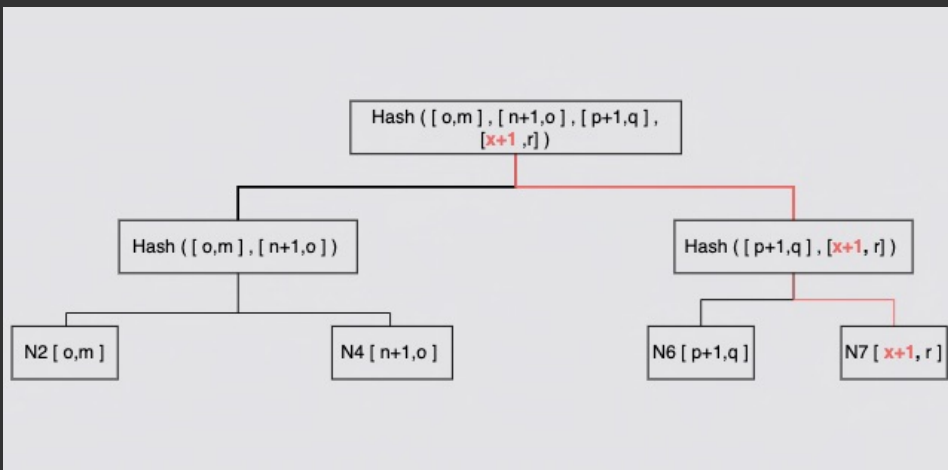 Hash ( [ o,m ] , [ n+1,o ] , [ p+1,q ] ,
[x+1 ,r] )
Hash ( [ o,m ] , [ n+1,o ] )
Hash ( [ p+1,q ] , [x+1, r] )
N2 [ o,m ]
N4 [ n+1,o ]
N6 [ p+1,q ]
N7 [ x+1, r ]